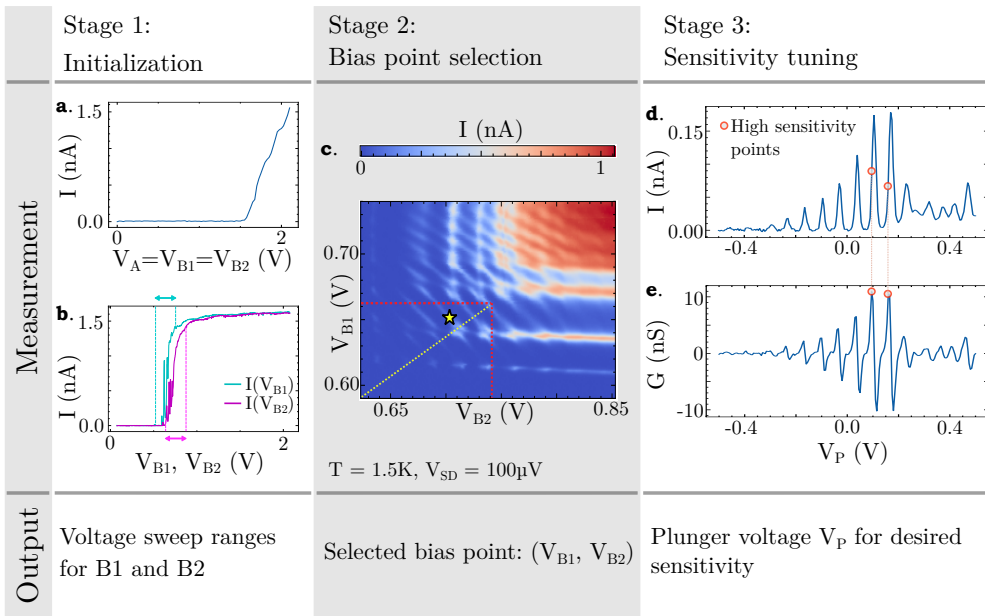 Stage 1:
Initialization
Stage 2:
Bias point selection
Stage 3:
Sensitivity tuning
Measurement
a.
1.5
I (nA)
0.0
0
2
V_A=V_B1=V_B2 (V)
b.
1.5
I (nA)
0.0
I(V_B1)
I(V_B2)
0
2
V_B1, V_B2 (V)
c.
I (nA)
0
1
0.70
V_B1 (V)
0.60
0.65
V_B2 (V)
0.85
T = 1.5K, V_SD = 100µV
d.
High sensitivity
points
0.15
I (nA)
0.00
-0.4
0.0
0.4
e.
10
G (nS)
0
-10
-0.4
0.0
0.4
V_P (V)
Output
Voltage sweep ranges
for B1 and B2
Selected bias point: (V_B1, V_B2)
Plunger voltage V_P for desired
sensitivity